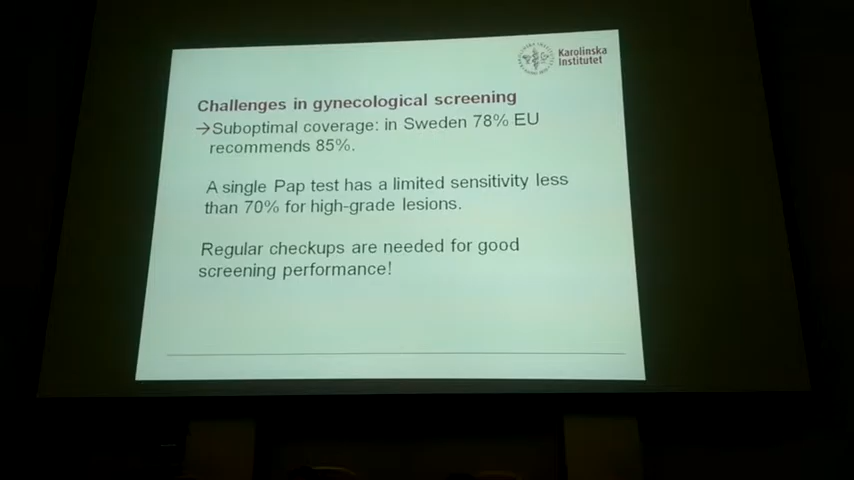 Karolinska
Institutet
Challenges in gynecological screening
→Suboptimal coverage: in Sweden 78% EU
recommends 85%.
A single Pap test has a limited sensitivity less
than 70% for high-grade lesions.
Regular checkups are needed for good
screening performance!